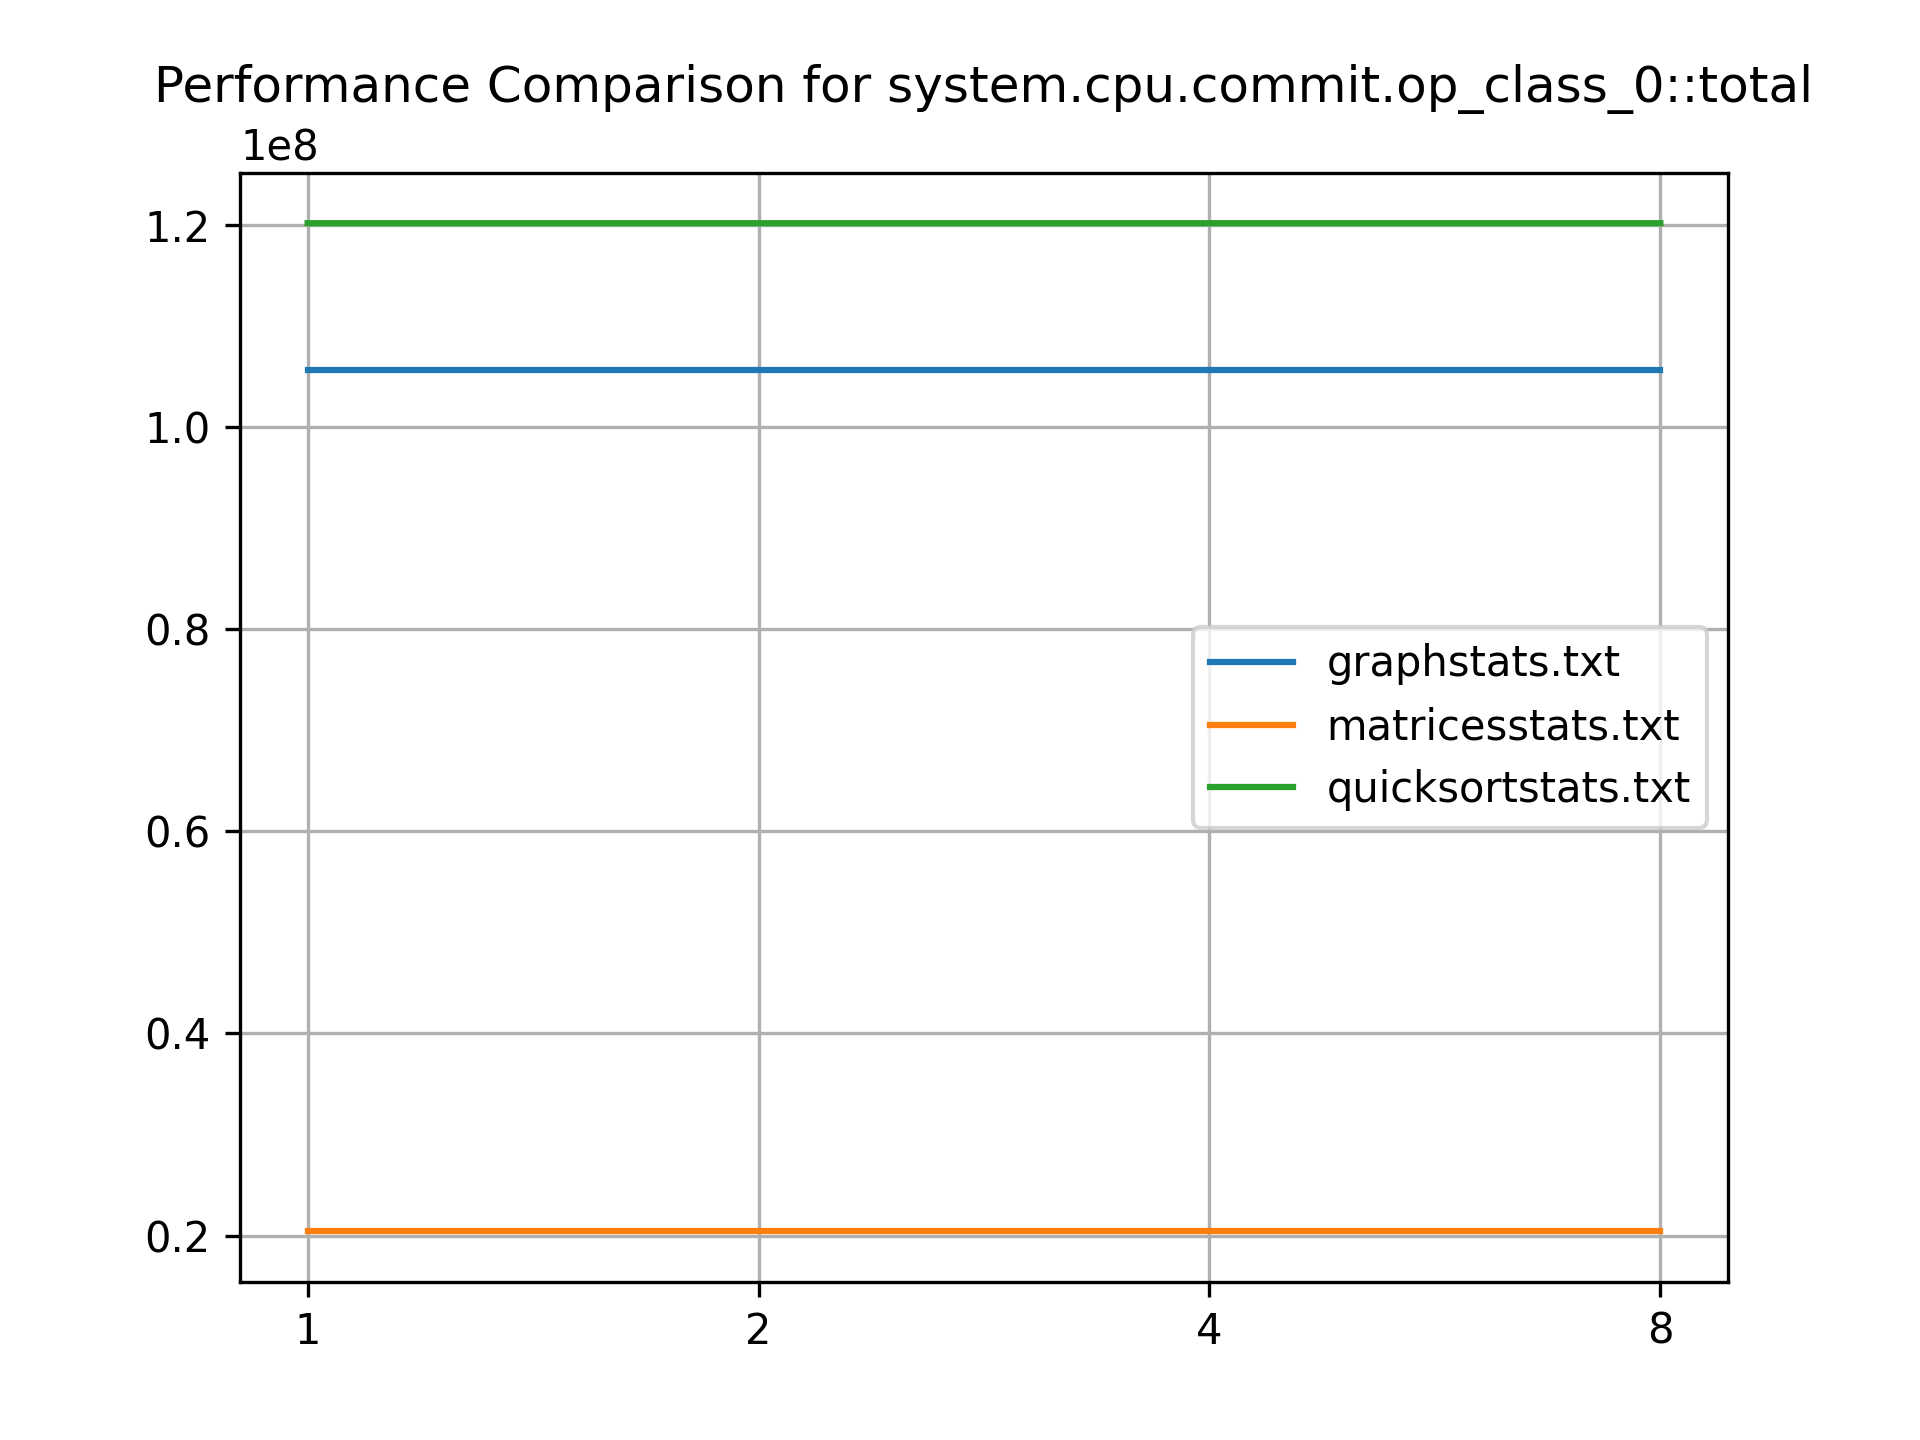 Performance Comparison for system.cpu.commit.op_class_0::total
1e8
1.2
1.0
0.8
0.6
0.4
0.2
graphstats.txt
matricesstats.txt
quicksortstats.txt
1 2 4 8